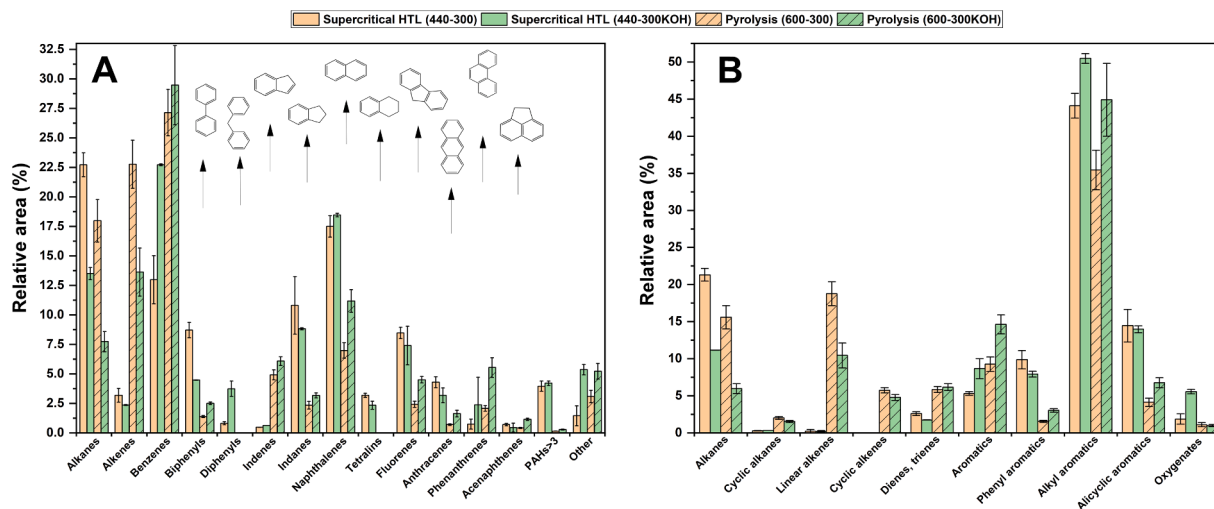 Supercritical HTL (440-300) Supercritical HTL (440-300KOH) Pyrolysis (600-300) Pyrolysis (600-300KOH)
A
Relative area (%)
32.5
30.0
27.5
25.0
22.5
20.0
17.5
15.0
12.5
10.0
7.5
5.0
2.5
0.0
Alkanes
Alkenes
Benzenes
Biphenyls
Diphenyls
Indenes
Indanes
Naphthalenes
Tetralins
Fluorenes
Anthracenes
Phenanthrenes
Acenaphthenes
PAHs>3
Other
B
Relative area (%)
50
45
40
35
30
25
20
15
10
5
0
Alkanes
Cyclic alkanes
Linear alkenes
Cyclic alkenes
Dienes, trienes
Aromatics
Phenyl aromatics
Alkyl aromatics
Alicyclic aromatics
Oxygenates